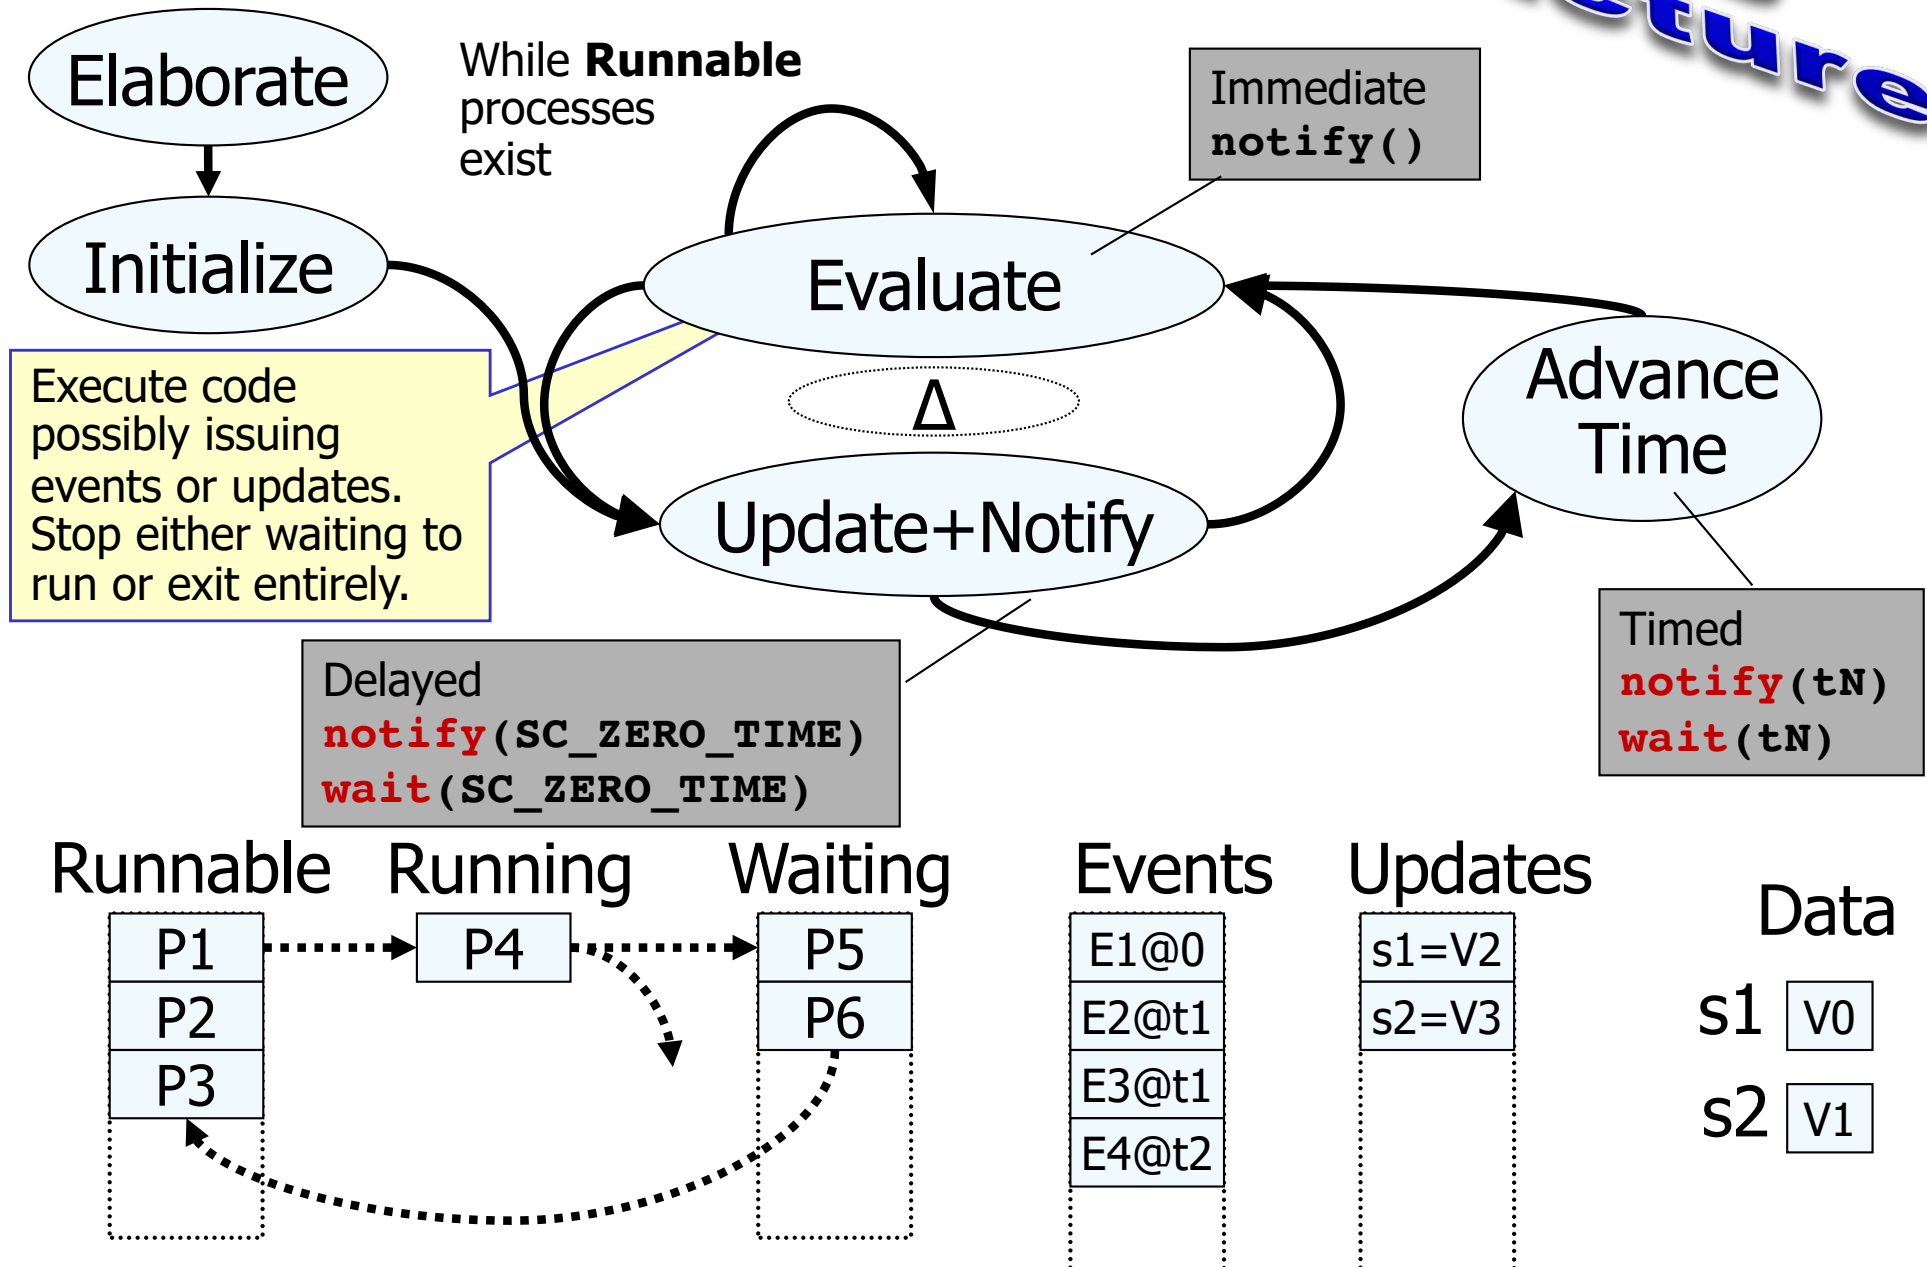 Elaborate
Initialize
While Runnable
processes
exist
Immediate
notify()
Evaluate
Δ
Update+Notify
Advance
Time
Execute code
possibly issuing
events or updates.
Stop either waiting to
run or exit entirely.
Delayed
notify(SC_ZERO_TIME)
wait(SC_ZERO_TIME)
Timed
notify(tN)
wait(tN)
Runnable
P1
P2
P3
Running
P4
Waiting
P5
P6
Events
E1@0
E2@t1
E3@t1
E4@t2
Updates
s1=V2
s2=V3
Data
s1 V0
s2 V1